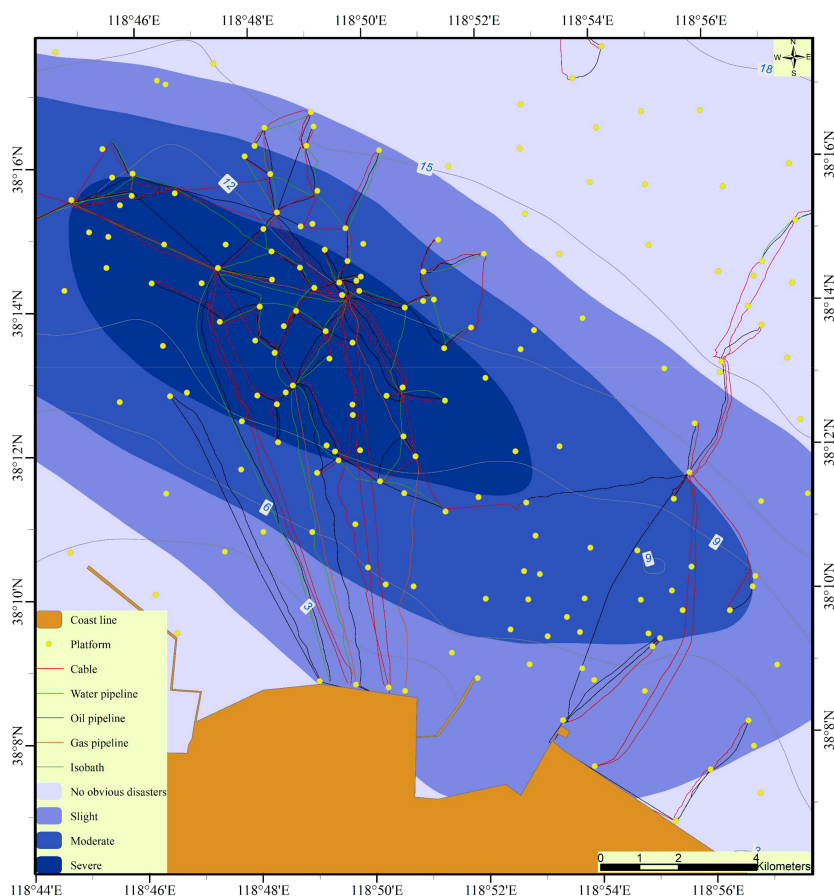 118°46'E 118°48'E 118°50'E 118°52'E 118°54'E 118°56'E
N
W E
S
18
38°16'N
15
38°16'N
12
38°14'N
38°14'N
38°12'N
38°12'N
6
9
9
38°10'N
38°10'N
3
Coast line
Platform
Cable
Water pipeline
Oil pipeline
38°8'N
38°8'N
Gas pipeline
Isobath
No obvious disasters
Slight
Moderate
3
Severe
0 1 2 4
Kilometers
118°44'E 118°46'E 118°48'E 118°50'E 118°52'E 118°54'E 118°56'E